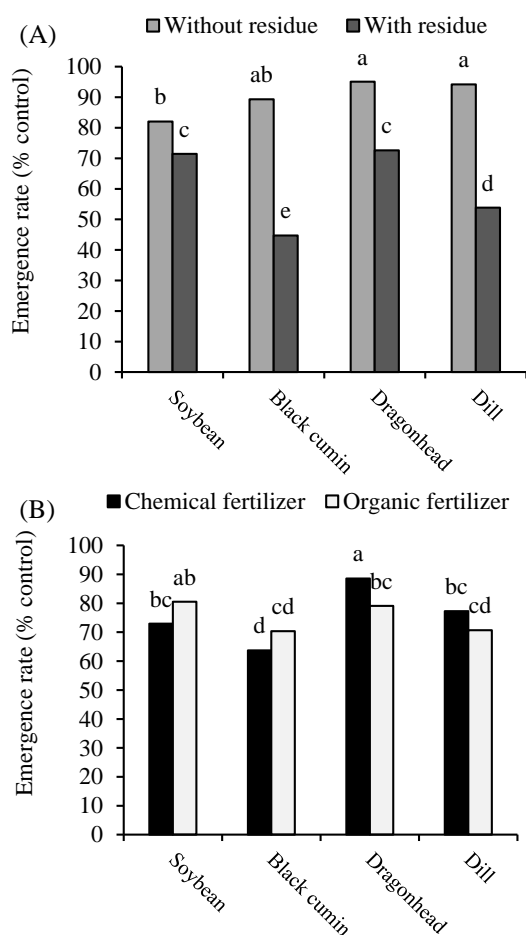 (A)
Without residue With residue
Emergence rate (% control)
100
90
80
70
60
50
40
30
20
10
0
b c ab e a c a d
Soybean Black cumin Dragonhead Dill
(B)
Chemical fertilizer Organic fertilizer
Emergence rate (% control)
100
90
80
70
60
50
40
30
20
10
0
bc ab d cd a bc bc cd
Soybean Black cumin Dragonhead Dill